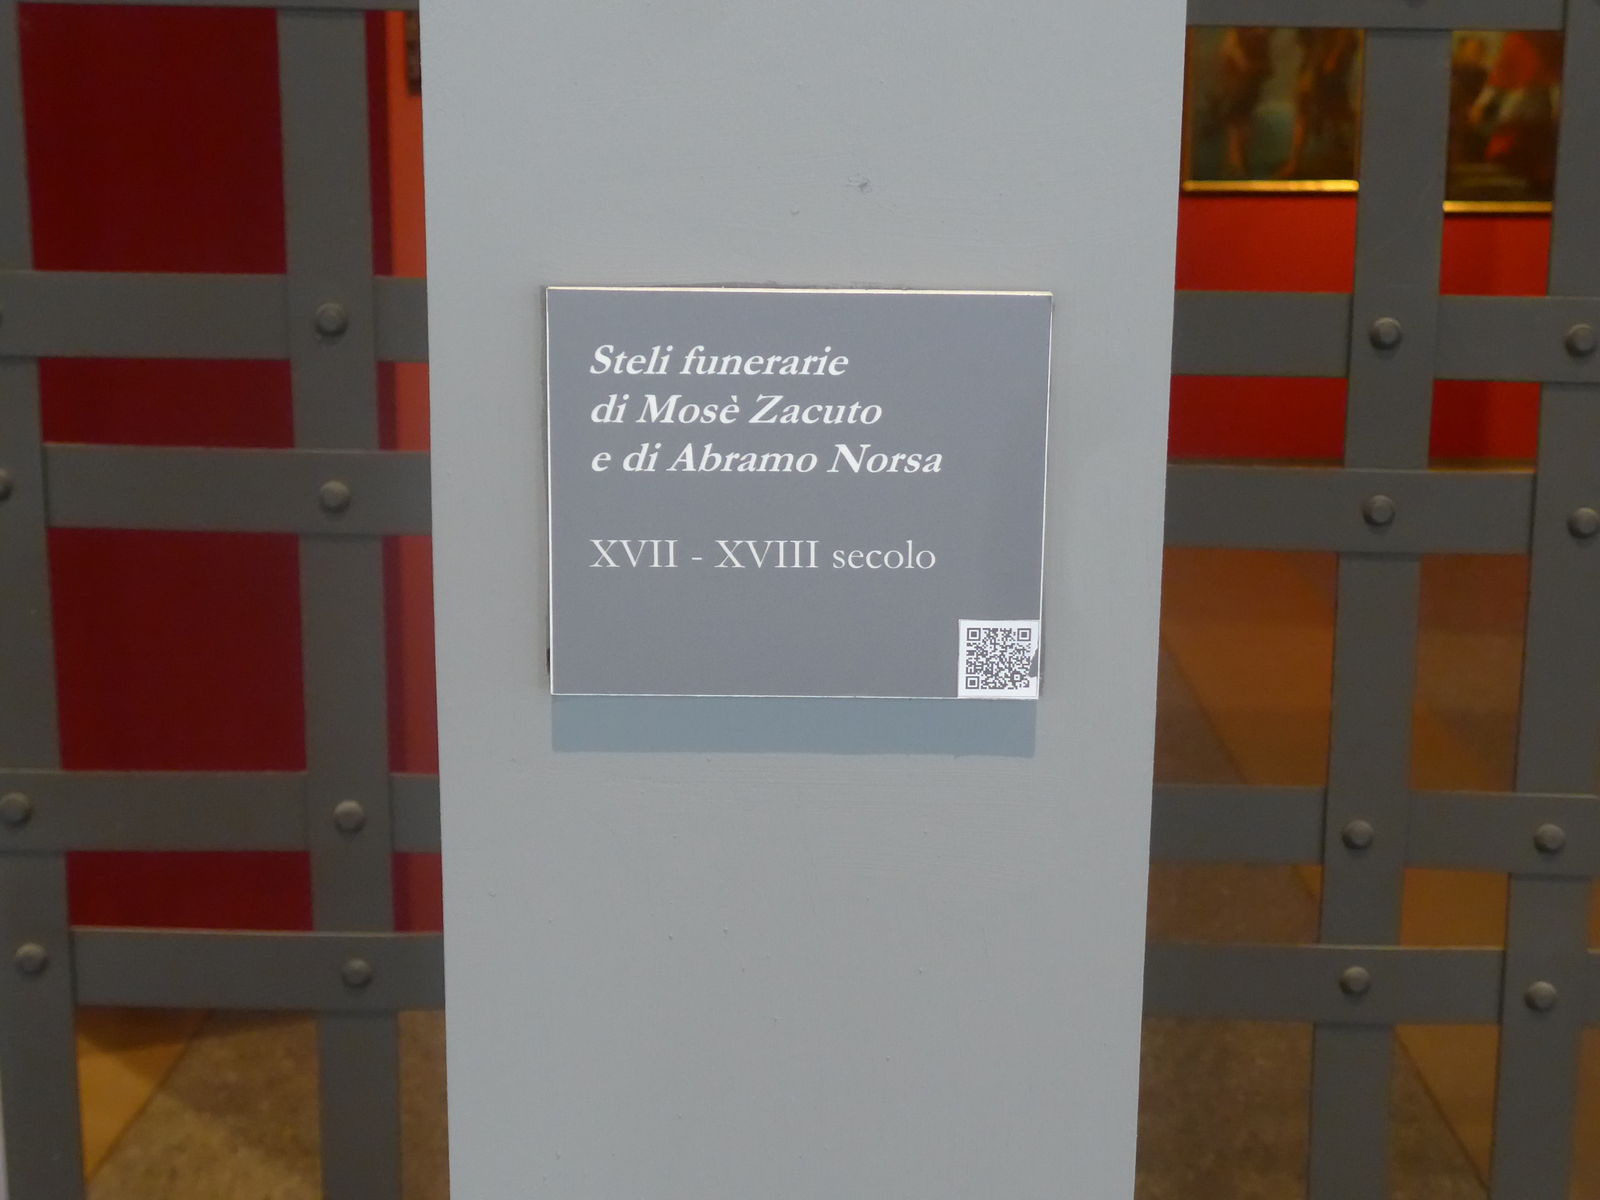 Steli funerarie
di Mosè Zacuto
e di Abramo Norsa
XVII - XVIII secolo